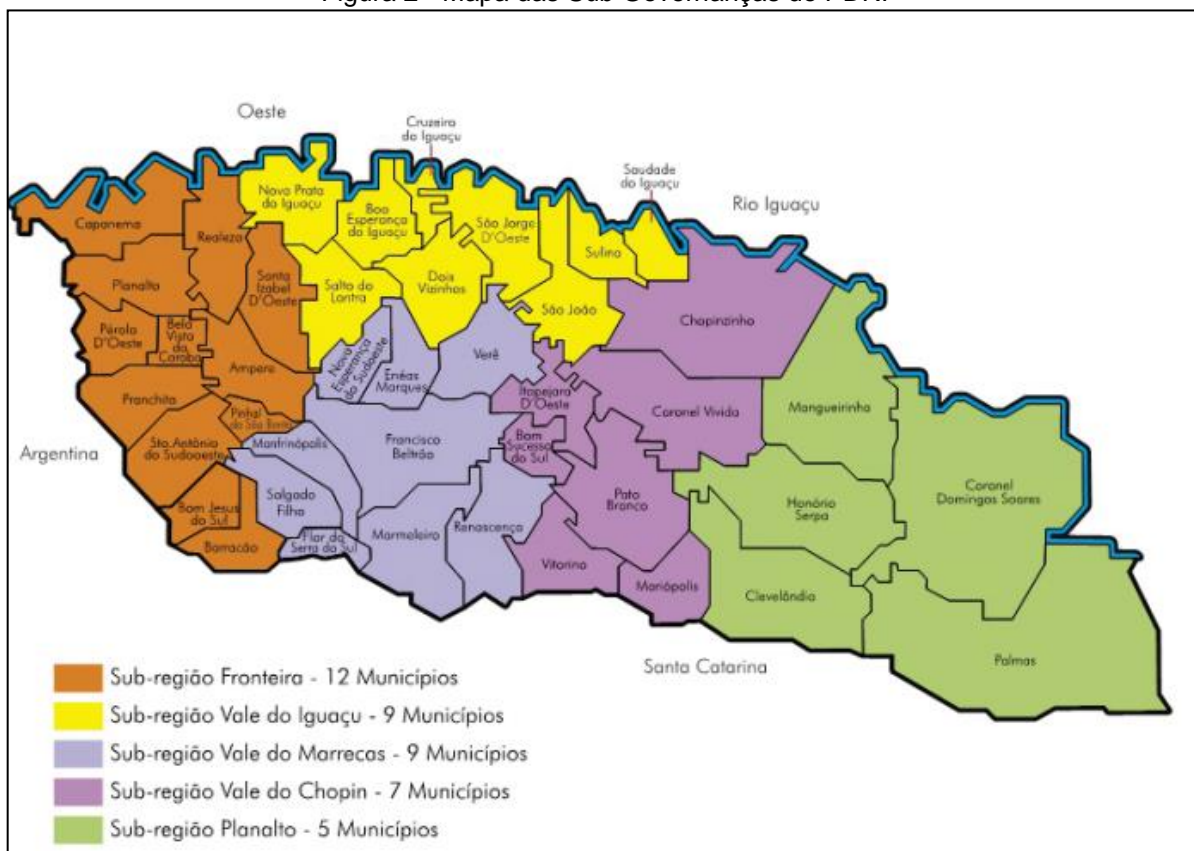 Oeste
Cruzeiro
do Iguaçu
Saudade
do Iguaçu
Rio Iguaçu
Nova Prata
do Iguaçu
Boa
Esperança
do Iguaçu
São Jorge
D'Oeste
Sulina
Capanema
Realeza
Planalto
Santa
Izabel
D'Oeste
Salto do
Lontra
Dois
Vizinhos
São João
Chopinzinho
Pérola
D'Oeste
Bela
Vista
da
Caroba
Ampere
Nova
Esperança
do Sudoeste
Enéas
Marques
Verê
Itapejara
D'Oeste
Coronel Vivida
Mangueirinha
Pranchita
Pinhal
de São Bento
Manfrinópolis
Francisco
Beltrão
Bom
Sucesso
do Sul
Argentina
Sto. Antônio
do Sudooeste
Salgado
Filho
Pato
Branco
Honório
Serpa
Coronel
Domingos Soares
Bom Jesus
do Sul
Barracão
Flor da
Serra do Sul
Marmeleiro
Renascença
Vitorino
Mariópolis
Clevelândia
Palmas
Santa Catarina
Sub-região Fronteira - 12 Municípios
Sub-região Vale do Iguaçu - 9 Municípios
Sub-região Vale do Marrecas - 9 Municípios
Sub-região Vale do Chopin - 7 Municípios
Sub-região Planalto - 5 Municípios